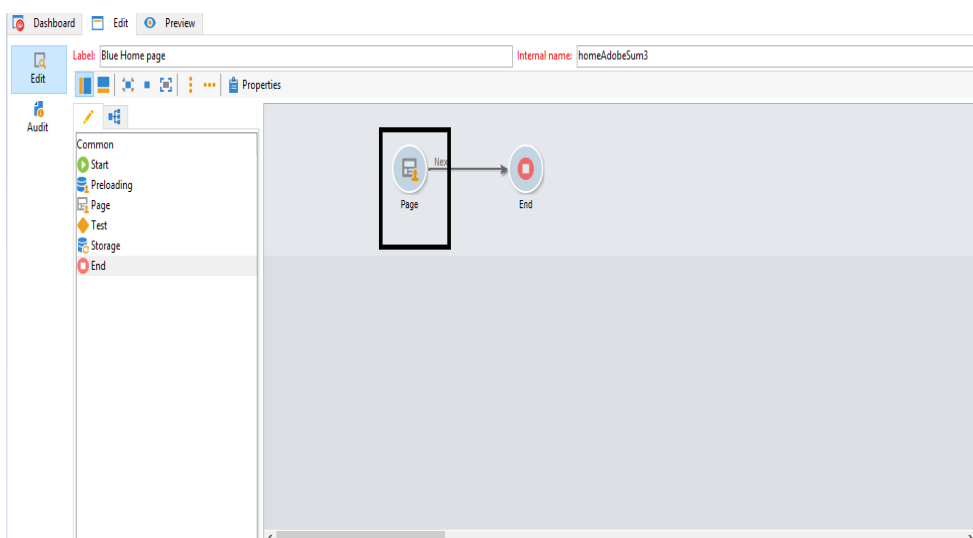 Dashboard Edit Preview
Label: Blue Home page Internal name: homeAdobeSum3
Edit
Properties
Audit
Common
Start
Preloading
Page
Test
Storage
End
Nex
Page
End